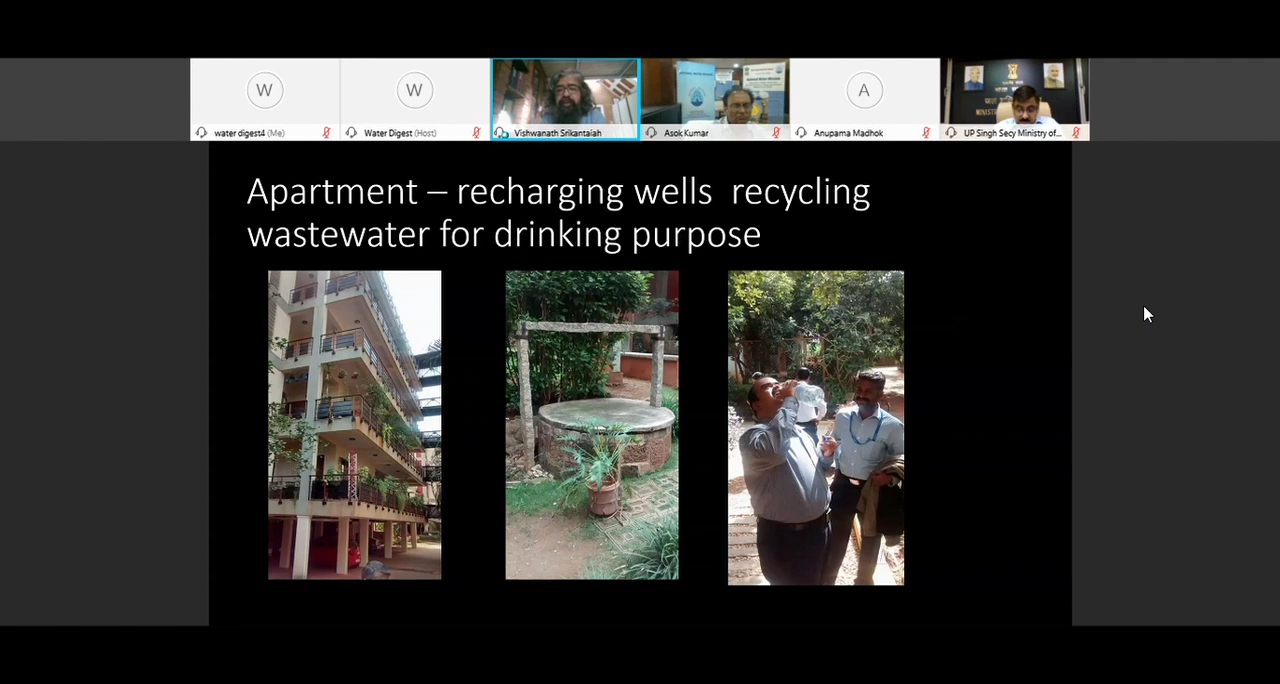 W
water digest4 (Me)
W
Water Digest (Host)
Vishwanath Srikantaiah
Asok Kumar
A
Anupama Madhok
UP Singh Secy Ministry of...
Apartment – recharging wells recycling
wastewater for drinking purpose